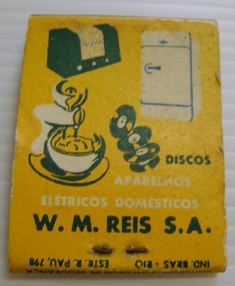 DISCOS
APARELHOS
ELÉTRICOS DOMÉSTICOS
W. M. REIS S.A.
IND. BRAS - RIO
ESTR. R. PAU, 798